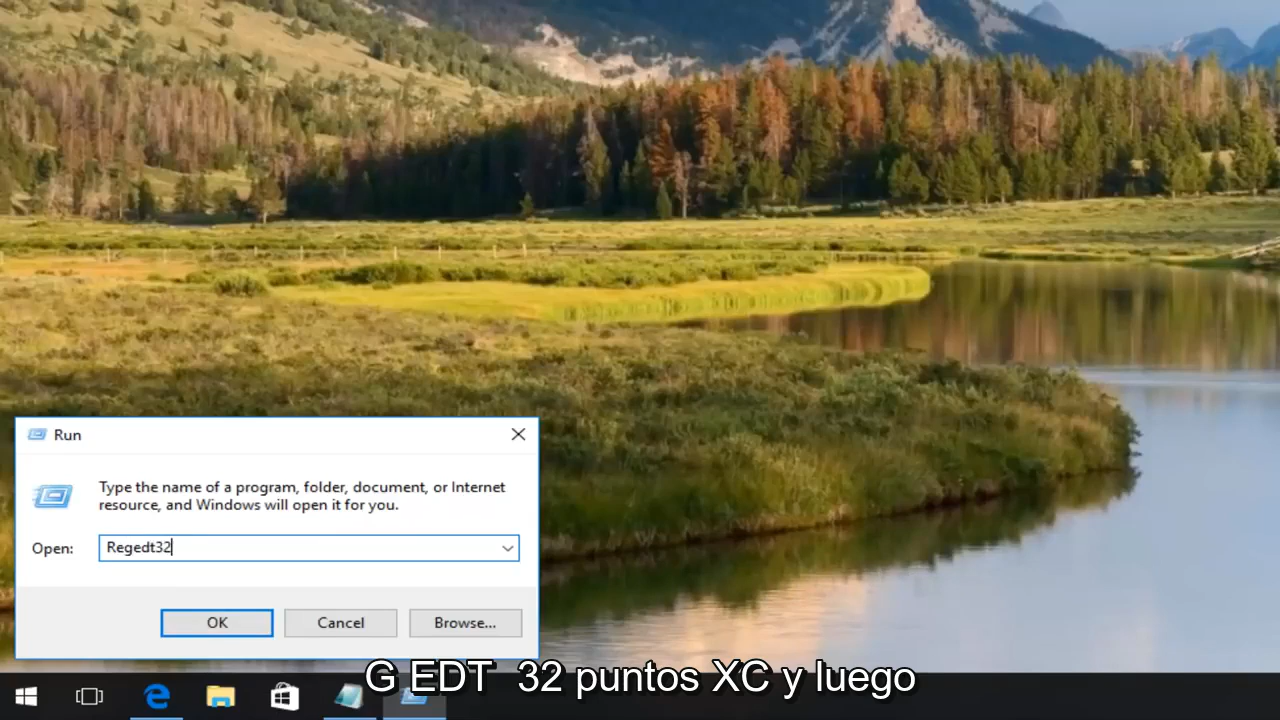 Run
Type the name of a program, folder, document, or Internet
resource, and Windows will open it for you.
Open:
Regedt32
OK
Cancel
Browse...
G EDT 32 puntos XC y luego